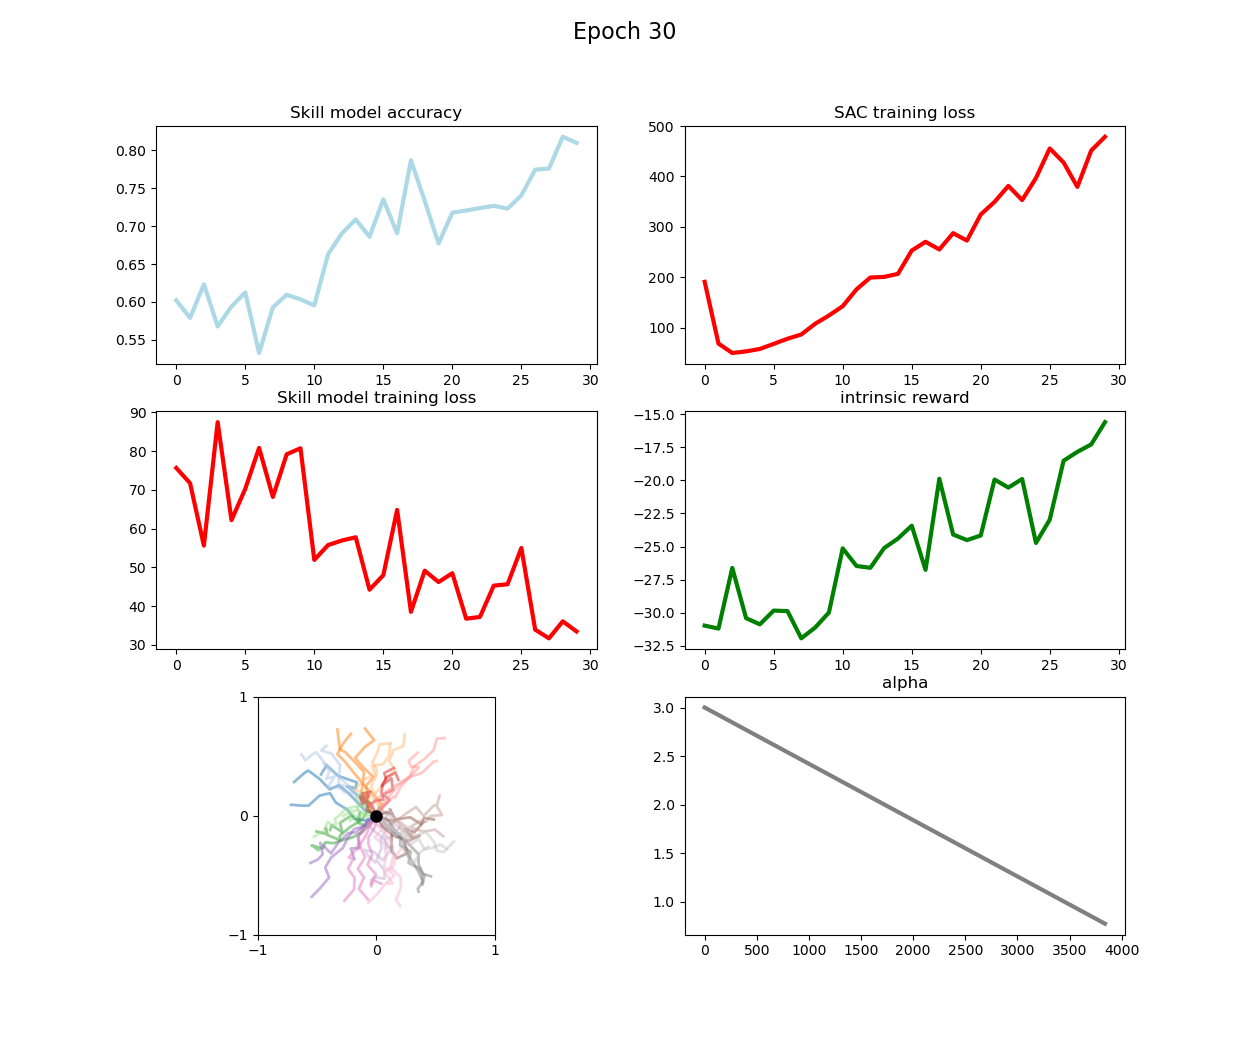 Epoch 30
Skill model accuracy
0.80
0.75
0.70
0.65
0.60
0.55
0 5 10 15 20 25 30
SAC training loss
500
400
300
200
100
0 5 10 15 20 25 30
Skill model training loss
90
80
70
60
50
40
30
0 5 10 15 20 25 30
intrinsic reward
−15.0
−17.5
−20.0
−22.5
−25.0
−27.5
−30.0
−32.5
0 5 10 15 20 25 30
1
0
−1
−1 0 1
alpha
3.0
2.5
2.0
1.5
1.0
0 500 1000 1500 2000 2500 3000 3500 4000